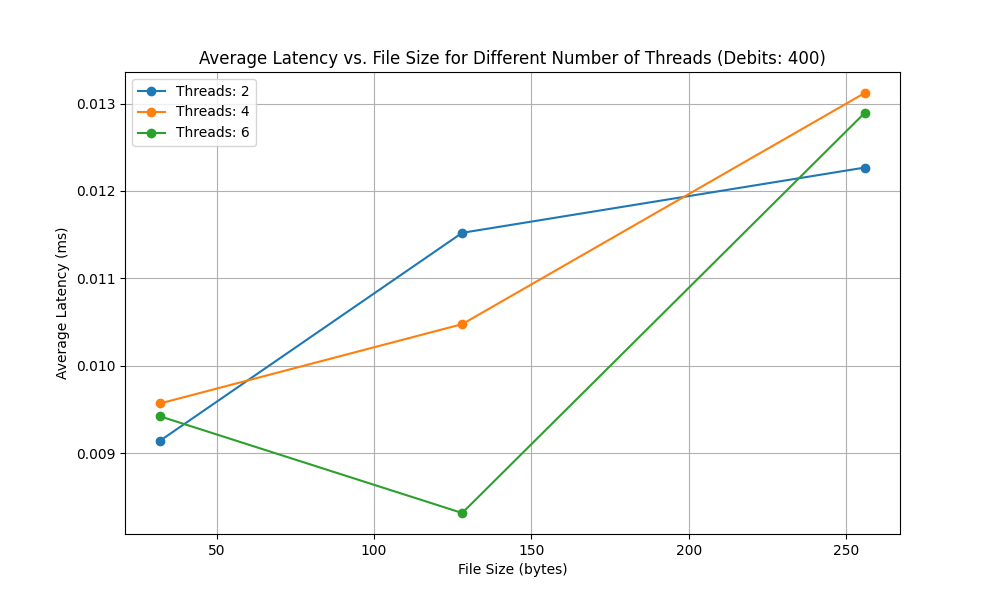 Average Latency vs. File Size for Different Number of Threads (Debits: 400)
Threads: 2
Threads: 4
Threads: 6
0.013
0.012
0.011
0.010
0.009
Average Latency (ms)
50 100 150 200 250
File Size (bytes)